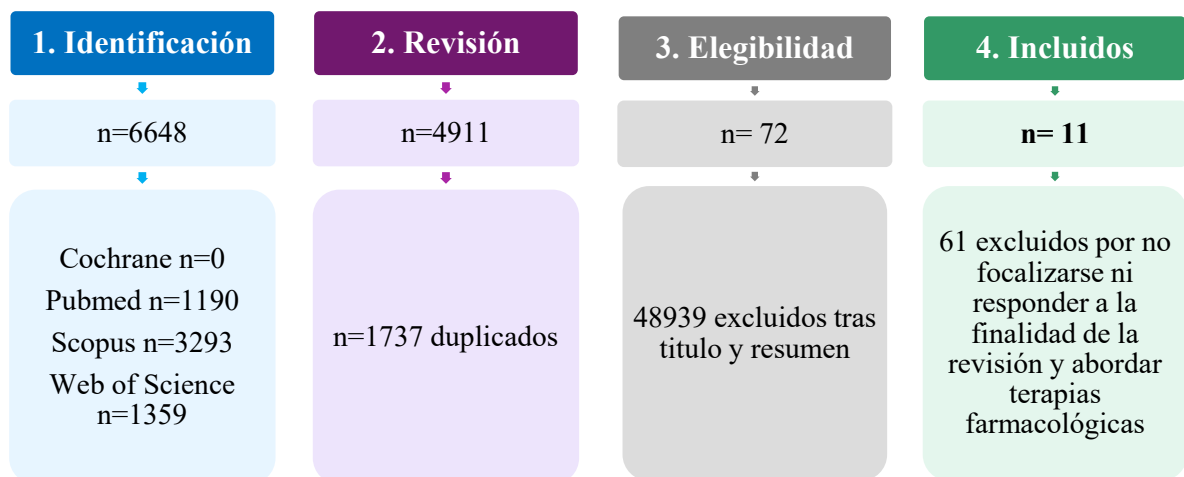 1. Identificación
n=6648
Cochrane n=0
Pubmed n=1190
Scopus n=3293
Web of Science
n=1359
2. Revisión
n=4911
n=1737 duplicados
3. Elegibilidad
n= 72
48939 excluidos tras
titulo y resumen
4. Incluidos
n= 11
61 excluidos por no
focalizarse ni
responder a la
finalidad de la
revisión y abordar
terapias
farmacológicas